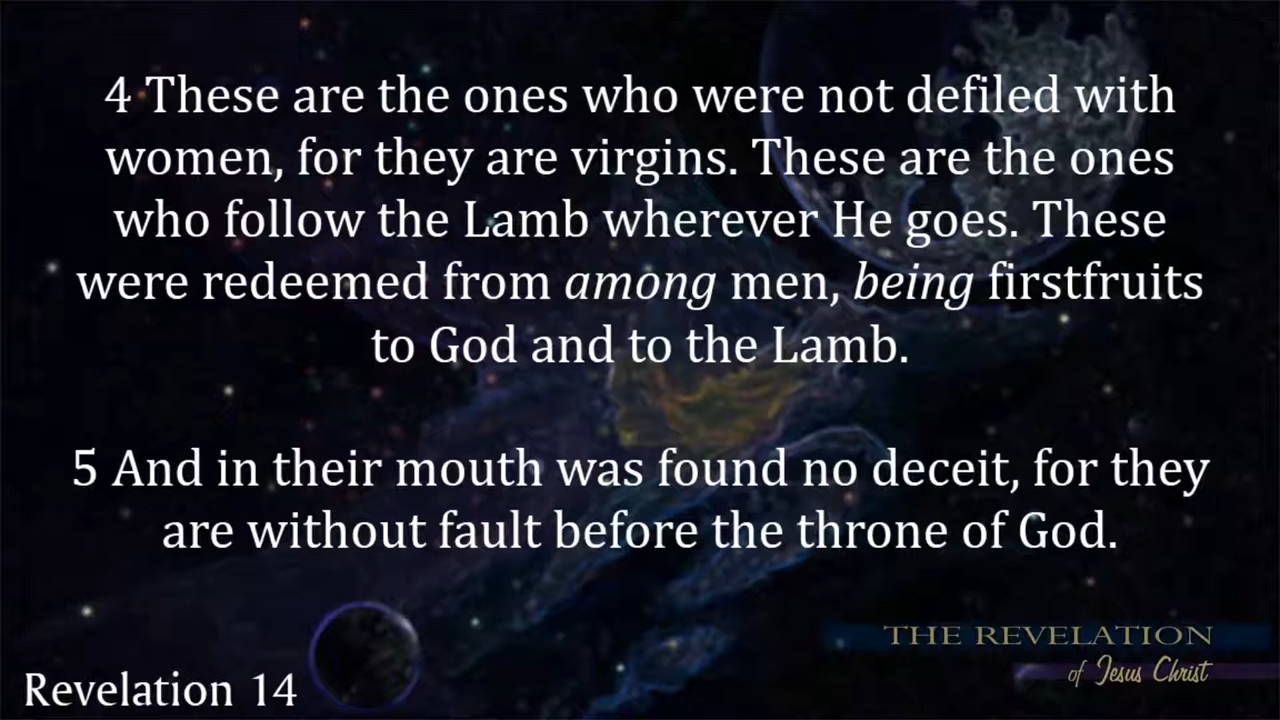 4 These are the ones who were not defiled with
women, for they are virgins. These are the ones
who follow the Lamb wherever He goes. These
were redeemed from among men, being firstfruits
to God and to the Lamb.
5 And in their mouth was found no deceit, for they
are without fault before the throne of God.
THE REVELATION
of Jesus Christ
Revelation 14